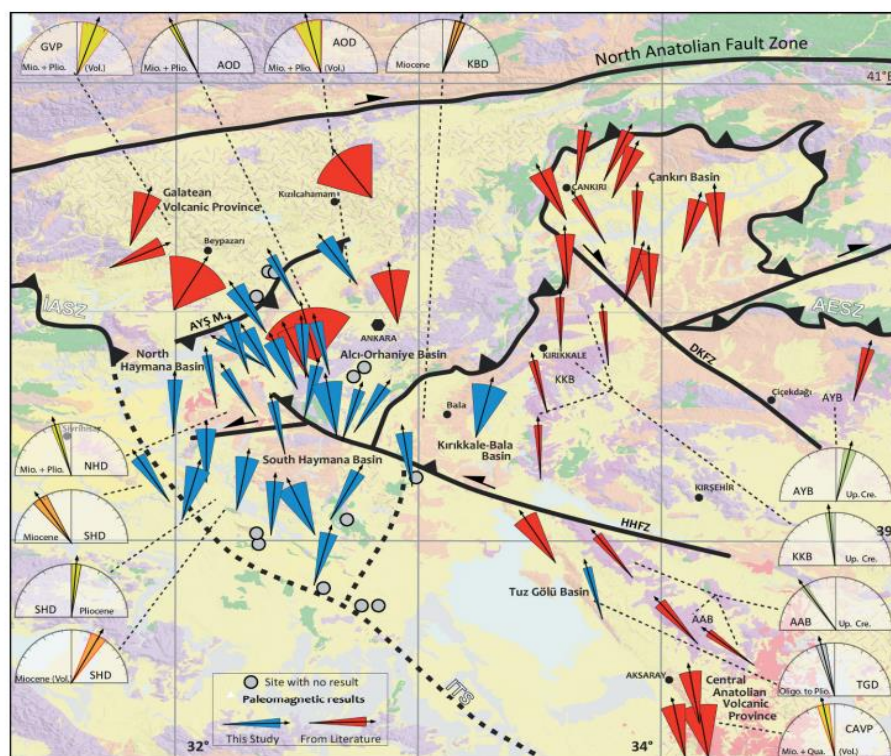 GVP
Mio. + Plio.
(Vol.)
Mio. + Plio.
AOD
AOD
Mio. + Plio.
(Vol.)
Miocene
KBD
North Anatolian Fault Zone
41°E
Galatean
Volcanic Province
Kızılcahamam
Beypazarı
ÇANKIRI
Çankırı Basin
İASZ
AYŞ M.
ANKARA
North
Haymana Basin
Alcı-Orhaniye Basin
KIRIKKALE
KKB
DKFZ
AESZ
Çiçekdağı
AYB
Bala
Kırıkkale-Bala
Basin
Sivrihisar
Mio. + Plio.
NHD
South Haymana Basin
KIRŞEHİR
AYB
Up. Cre.
Miocene
SHD
HHFZ
39
KKB
Up. Cre.
SHD
Pliocene
Tuz Gölü Basin
AAB
AAB
Up. Cre.
Miocene (Vol.)
SHD
Site with no result
Paleomagnetic results
This Study
From Literature
ITS
AKSARAY
Central
Anatolian
Volcanic
Province
Oligo. to Plio.
TGD
Mio. + Qua.
CAVP
(Vol.)
32°
34°